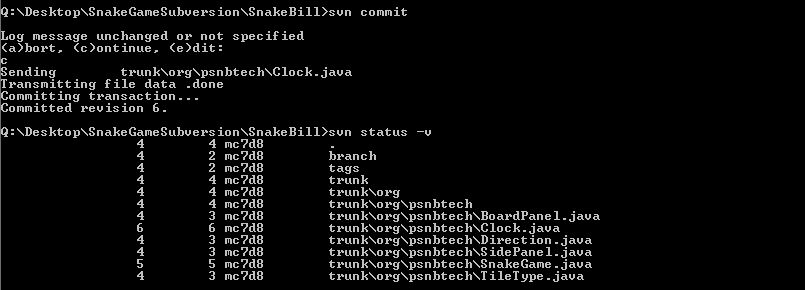 Q:\Desktop\SnakeGameSubversion\SnakeBill>svn commit
Log message unchanged or not specified
(a)bort, (c)ontinue, (e)dit:
c
Sending        trunk\org\psnbtech\Clock.java
Transmitting file data .done
Committing transaction...
Committed revision 6.
Q:\Desktop\SnakeGameSubversion\SnakeBill>svn status -v
4        4 mc7d8        .
4        2 mc7d8        branch
4        2 mc7d8        tags
4        4 mc7d8        trunk
4        4 mc7d8        trunk\org
4        4 mc7d8        trunk\org\psnbtech
4        3 mc7d8        trunk\org\psnbtech\BoardPanel.java
6        6 mc7d8        trunk\org\psnbtech\Clock.java
4        3 mc7d8        trunk\org\psnbtech\Direction.java
4        3 mc7d8        trunk\org\psnbtech\SidePanel.java
5        5 mc7d8        trunk\org\psnbtech\SnakeGame.java
4        3 mc7d8        trunk\org\psnbtech\TileType.java